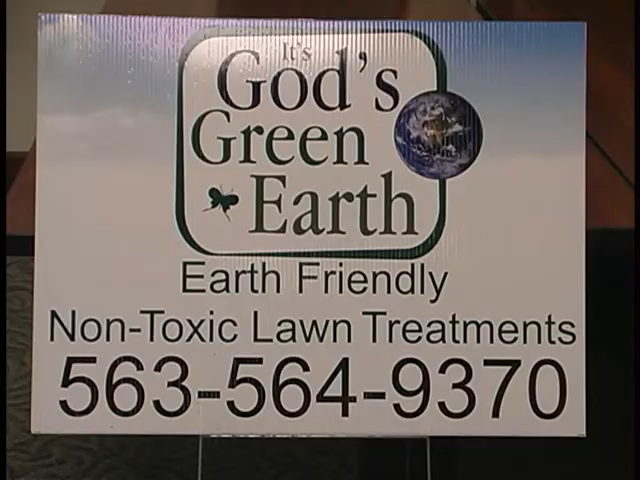 It's
God's
Green
Earth
Earth Friendly
Non-Toxic Lawn Treatments
563-564-9370